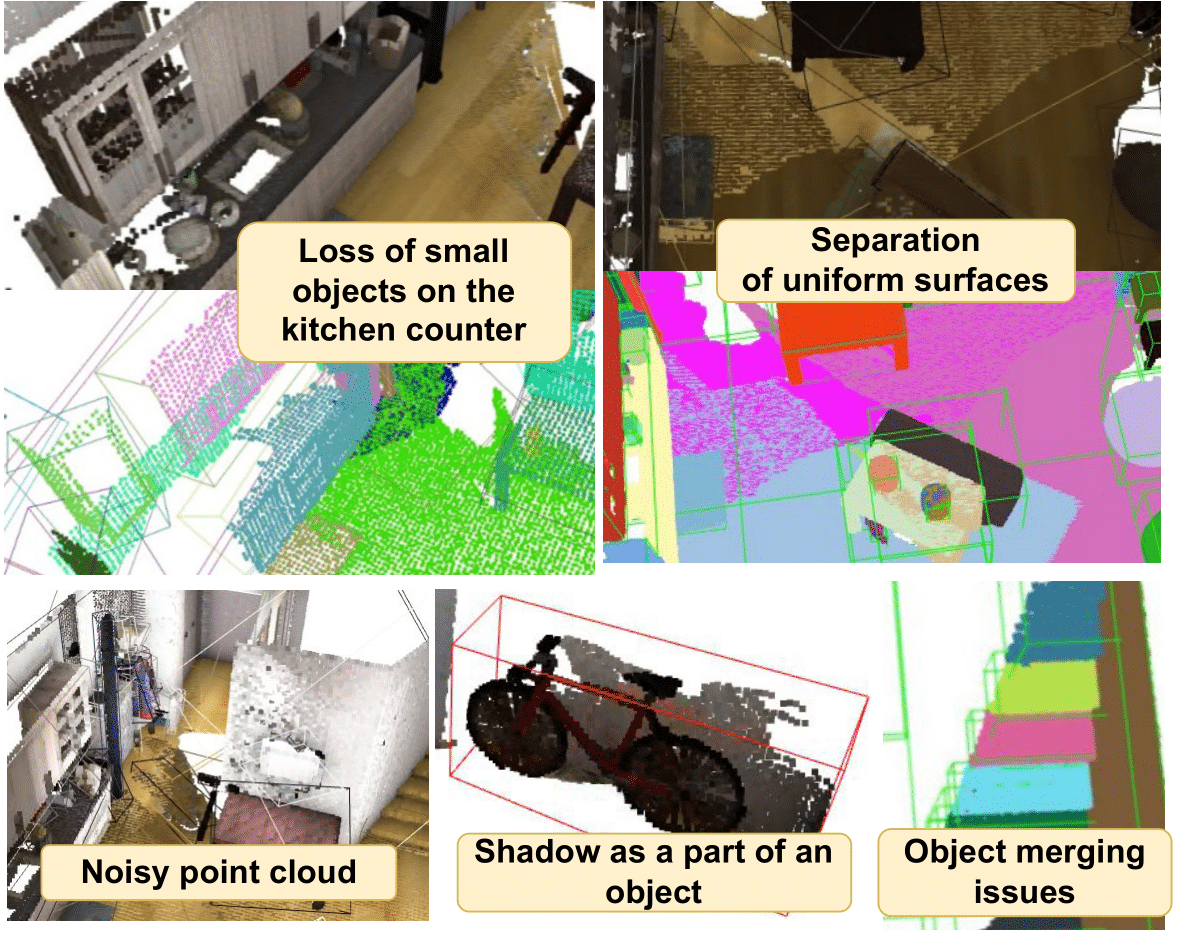 Loss of small
objects on the
kitchen counter
Separation
of uniform surfaces
Noisy point cloud
Shadow as a part of an
object
Object merging
issues